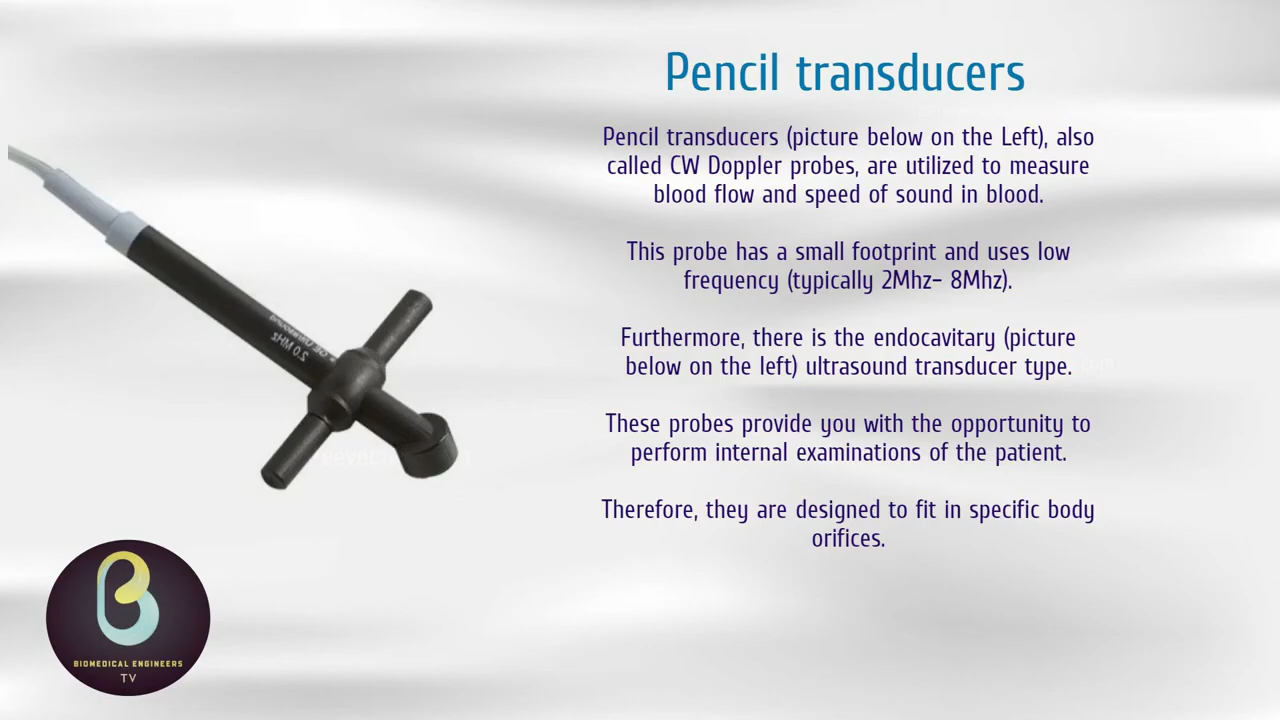 Pencil transducers
Pencil transducers (picture below on the Left), also
called CW Doppler probes, are utilized to measure
blood flow and speed of sound in blood.
This probe has a small footprint and uses low
frequency (typically 2Mhz- 8Mhz).
Furthermore, there is the endocavitary (picture
below on the left) ultrasound transducer type.
These probes provide you with the opportunity to
perform internal examinations of the patient.
Therefore, they are designed to fit in specific body
orifices.
2.0 MHz
BIOMEDICAL ENGINEERS
TV